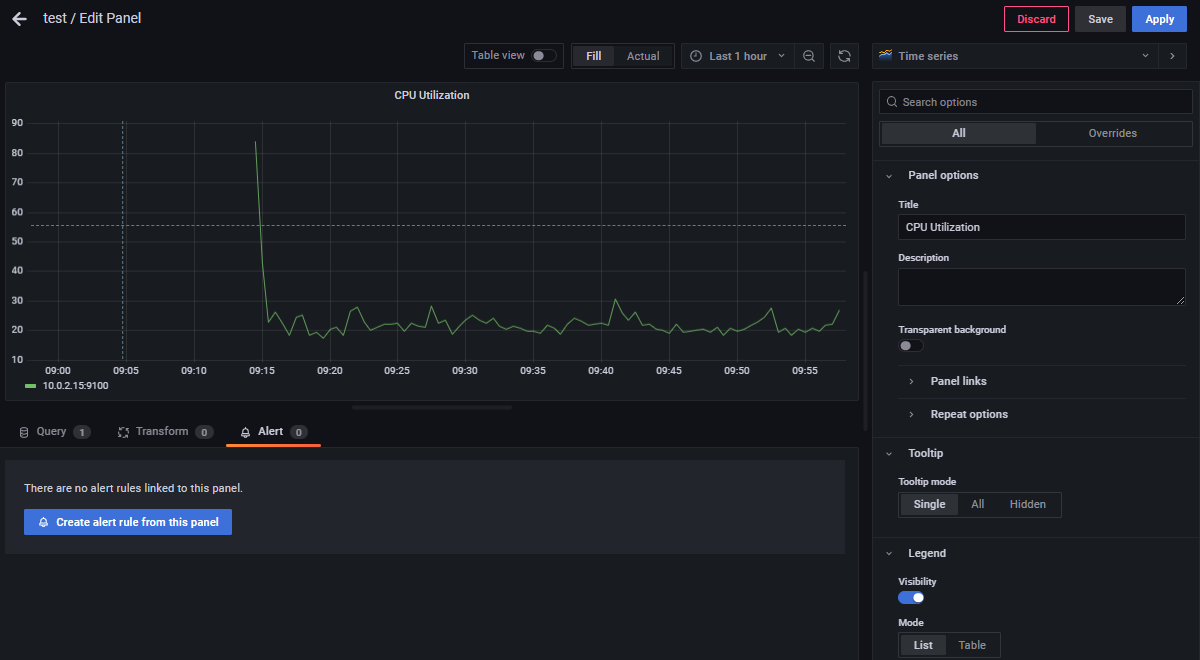 test / Edit Panel
Discard
Save
Apply
Table view
Fill
Actual
Last 1 hour
Time series
CPU Utilization
90
80
70
60
50
40
30
20
10
09:00
09:05
09:10
09:15
09:20
09:25
09:30
09:35
09:40
09:45
09:50
09:55
10.0.2.15:9100
Query 1
Transform 0
Alert 0
There are no alert rules linked to this panel.
Create alert rule from this panel
Search options
All
Overrides
Panel options
Title
CPU Utilization
Description
Transparent background
Panel links
Repeat options
Tooltip
Tooltip mode
Single
All
Hidden
Legend
Visibility
Mode
List
Table